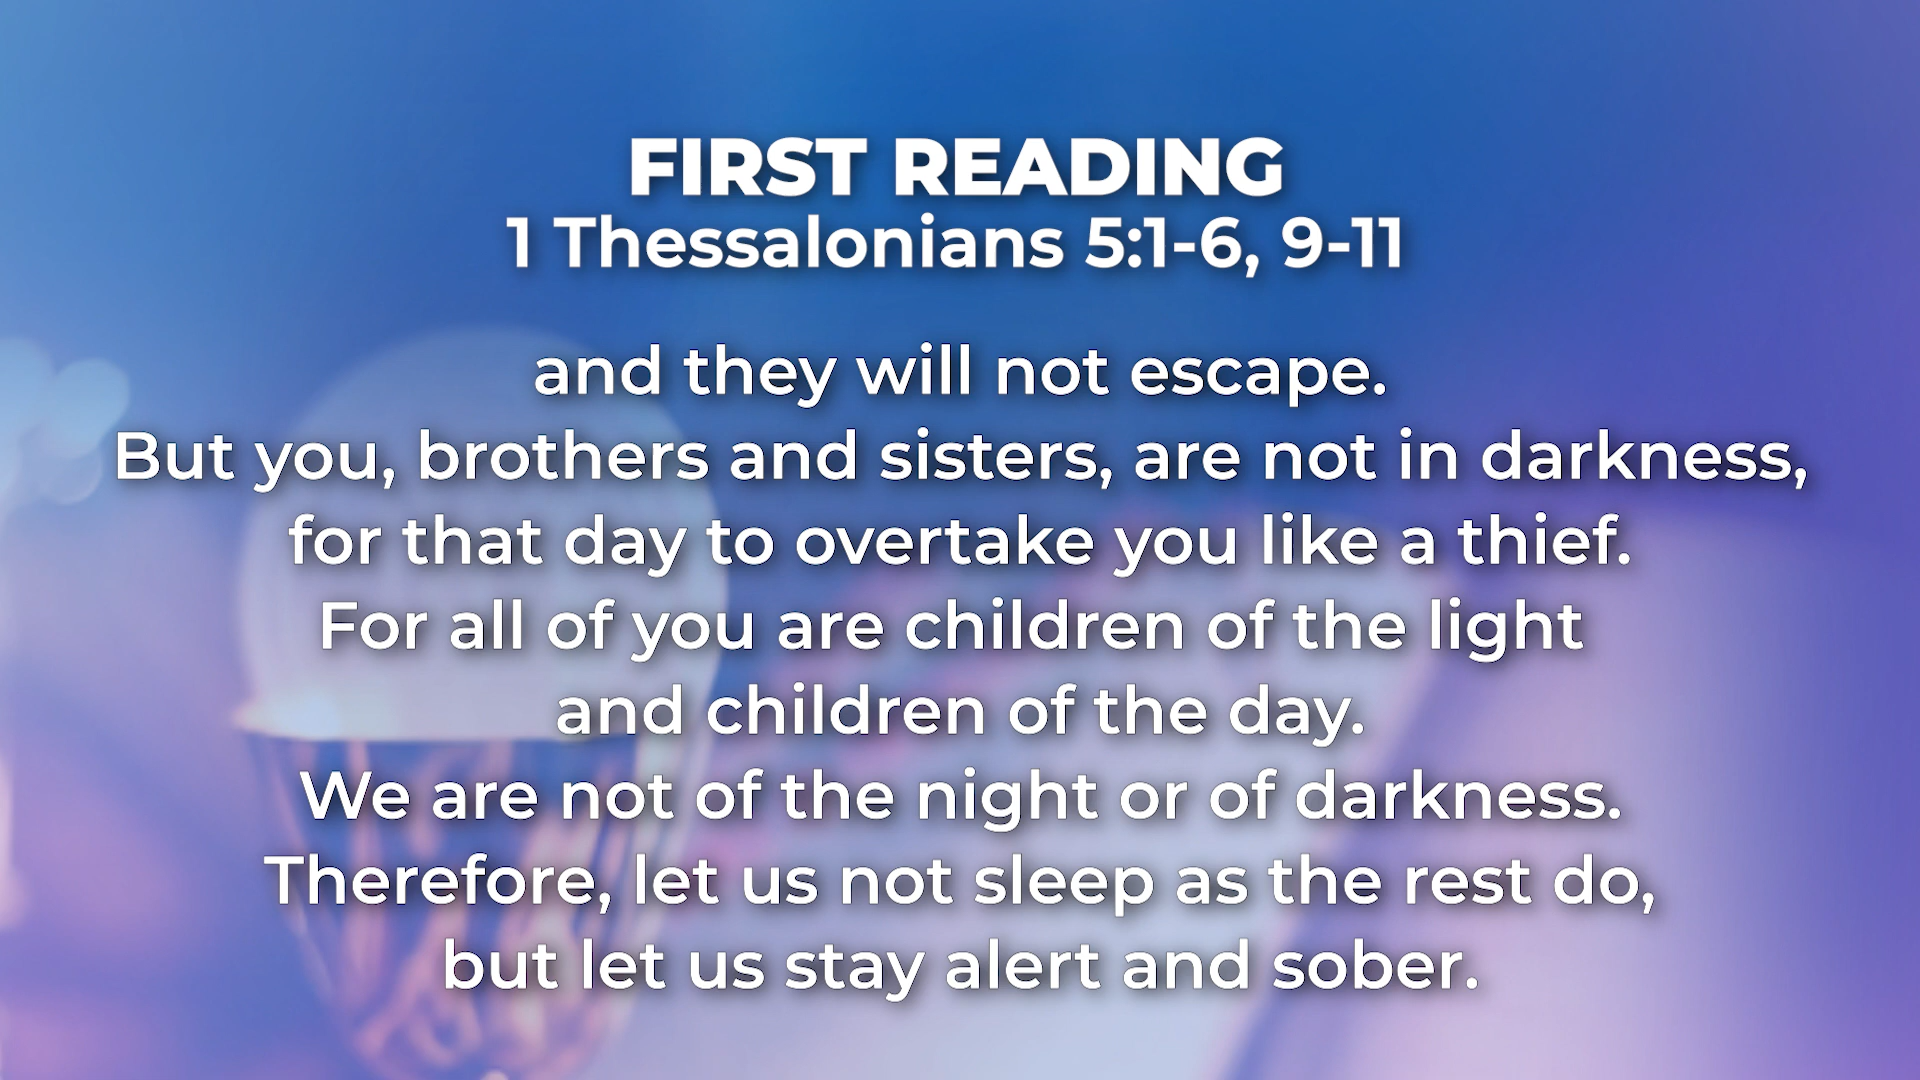 FIRST READING
1 Thessalonians 5:1-6, 9-11
and they will not escape.
But you, brothers and sisters, are not in darkness,
for that day to overtake you like a thief.
For all of you are children of the light
and children of the day.
We are not of the night or of darkness.
Therefore, let us not sleep as the rest do,
but let us stay alert and sober.